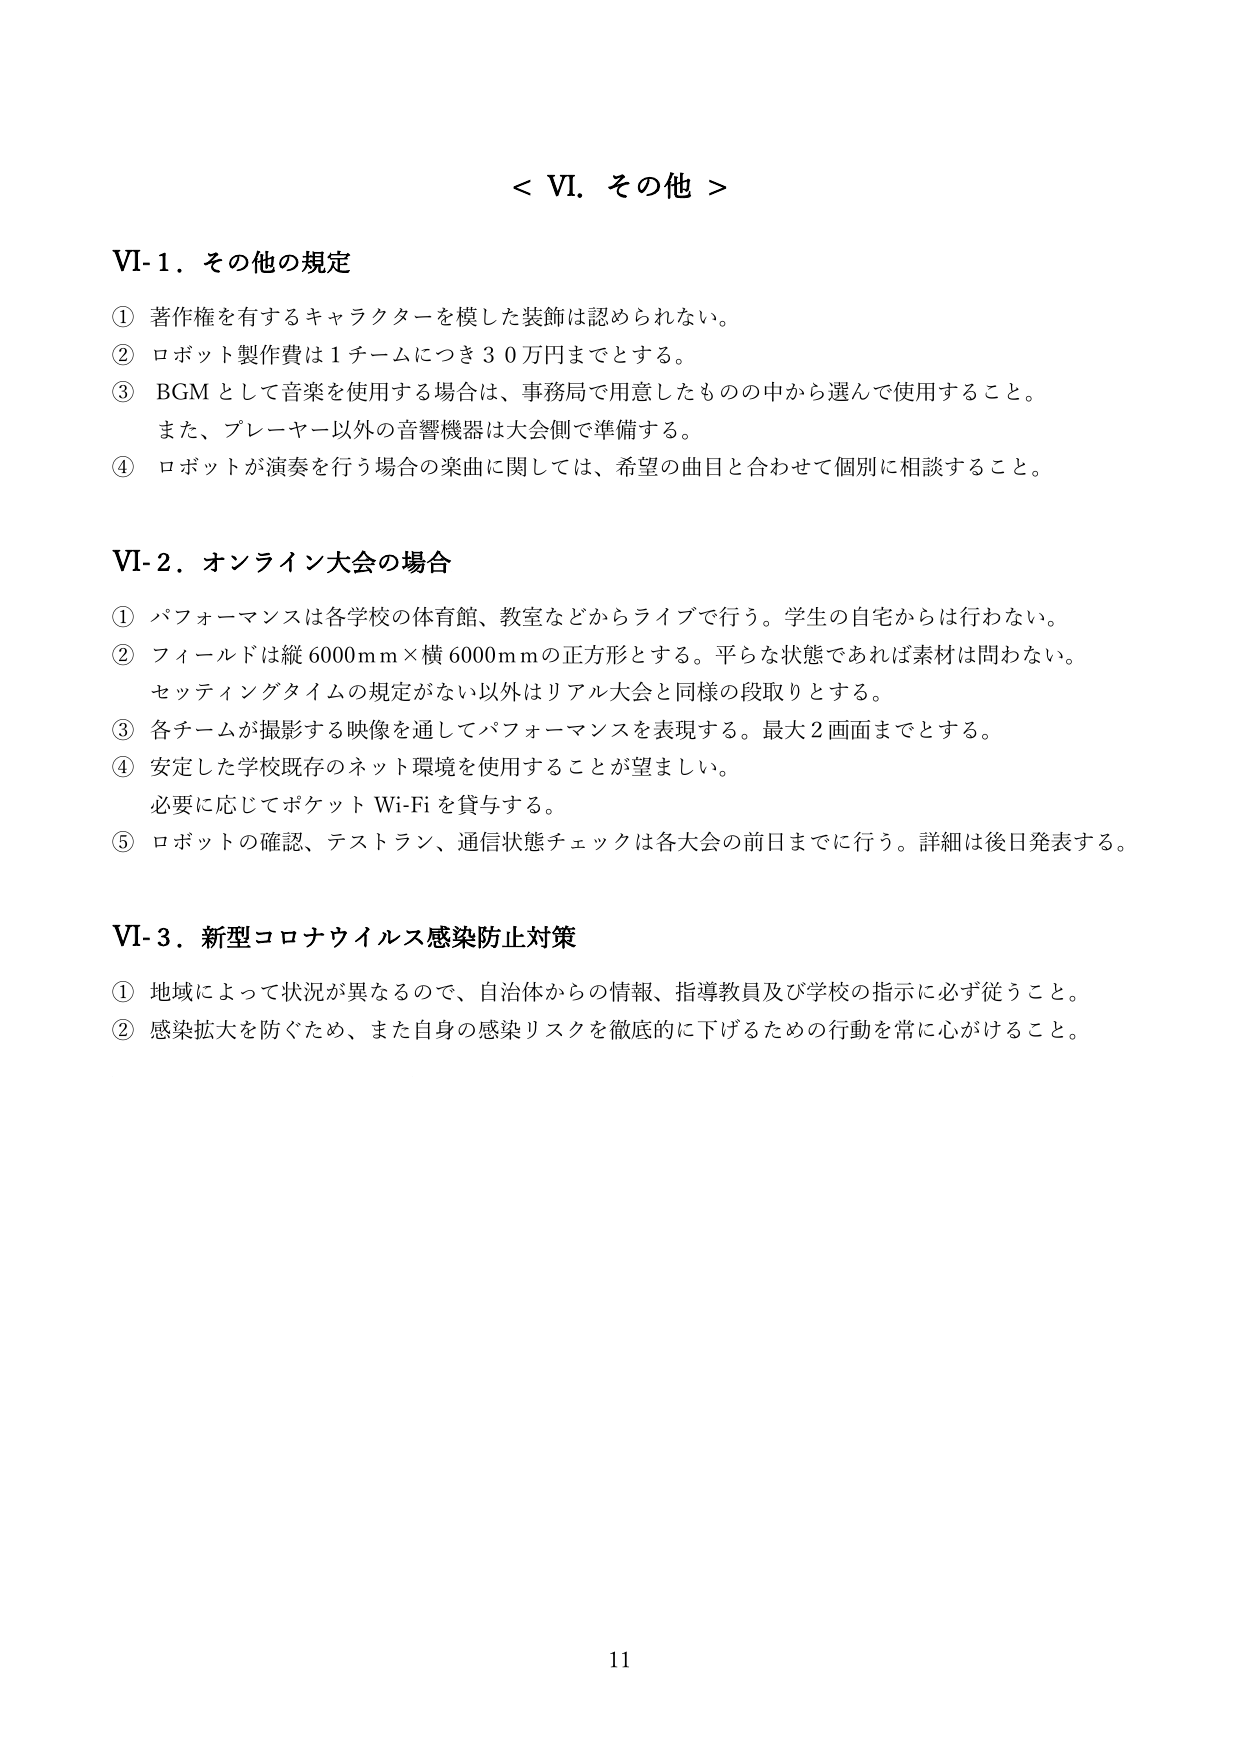 ＜ Ⅵ．その他 ＞
Ⅵ-１．その他の規定
① 著作権を有するキャラクターを模した装飾は認められない。
② ロボット製作費は１チームにつき３０万円までとする。
③ BGM として音楽を使用する場合は、事務局で用意したものの中から選んで使用すること。
また、プレーヤー以外の音響機器は大会側で準備する。
④ ロボットが演奏を行う場合の楽曲に関しては、希望の曲目と合わせて個別に相談すること。
Ⅵ-２．オンライン大会の場合
① パフォーマンスは各学校の体育館、教室などからライブで行う。学生の自宅からは行わない。
② フィールドは縦 6000ｍｍ×横 6000ｍｍの正方形とする。平らな状態であれば素材は問わない。
セッティングタイムの規定がない以外はリアル大会と同様の段取りとする。
③ 各チームが撮影する映像を通してパフォーマンスを表現する。最大２画面までとする。
④ 安定した学校既存のネット環境を使用することが望ましい。
必要に応じてポケット Wi-Fi を貸与する。
⑤ ロボットの確認、テストラン、通信状態チェックは各大会の前日までに行う。詳細は後日発表する。
Ⅵ-３．新型コロナウイルス感染防止対策
① 地域によって状況が異なるので、自治体からの情報、指導教員及び学校の指示に必ず従うこと。
② 感染拡大を防ぐため、また自身の感染リスクを徹底的に下げるための行動を常に心がけること。
11